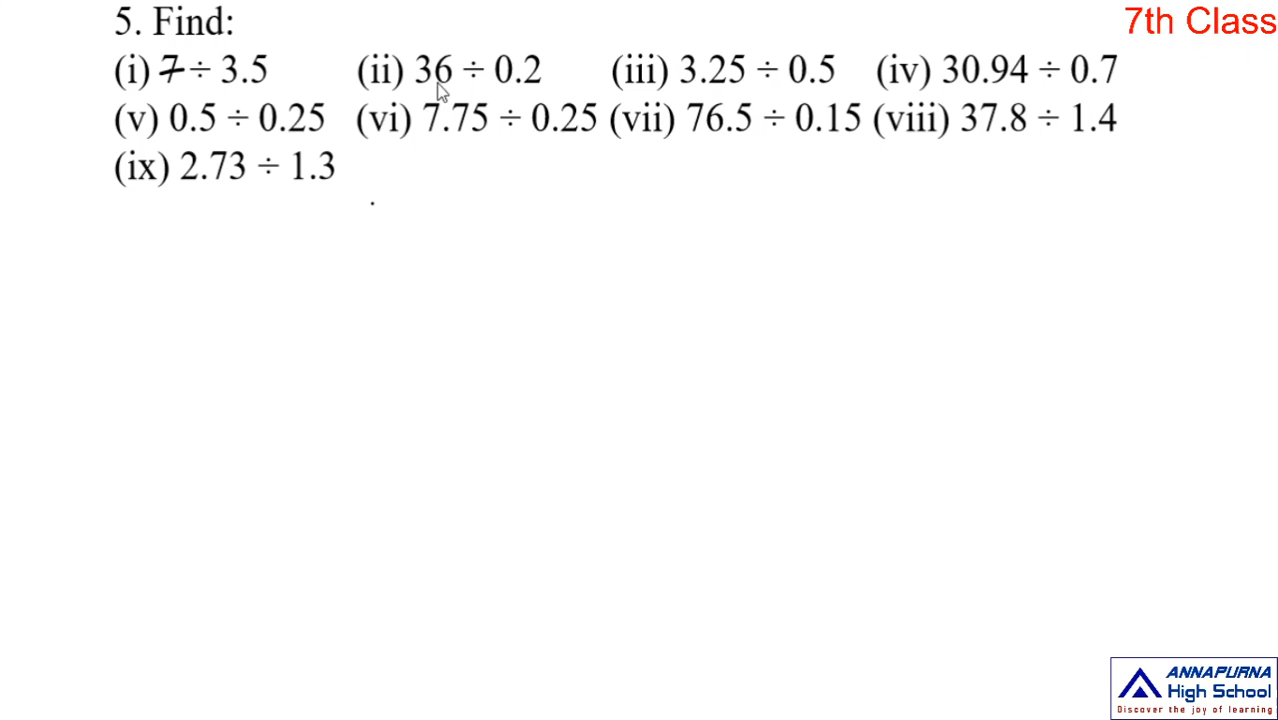 7th Class
5. Find:
(i) 7 ÷ 3.5 (ii) 36 ÷ 0.2 (iii) 3.25 ÷ 0.5 (iv) 30.94 ÷ 0.7
(v) 0.5 ÷ 0.25 (vi) 7.75 ÷ 0.25 (vii) 76.5 ÷ 0.15 (viii) 37.8 ÷ 1.4
(ix) 2.73 ÷ 1.3
ANNAPURNA
High School
Discover the joy of learning